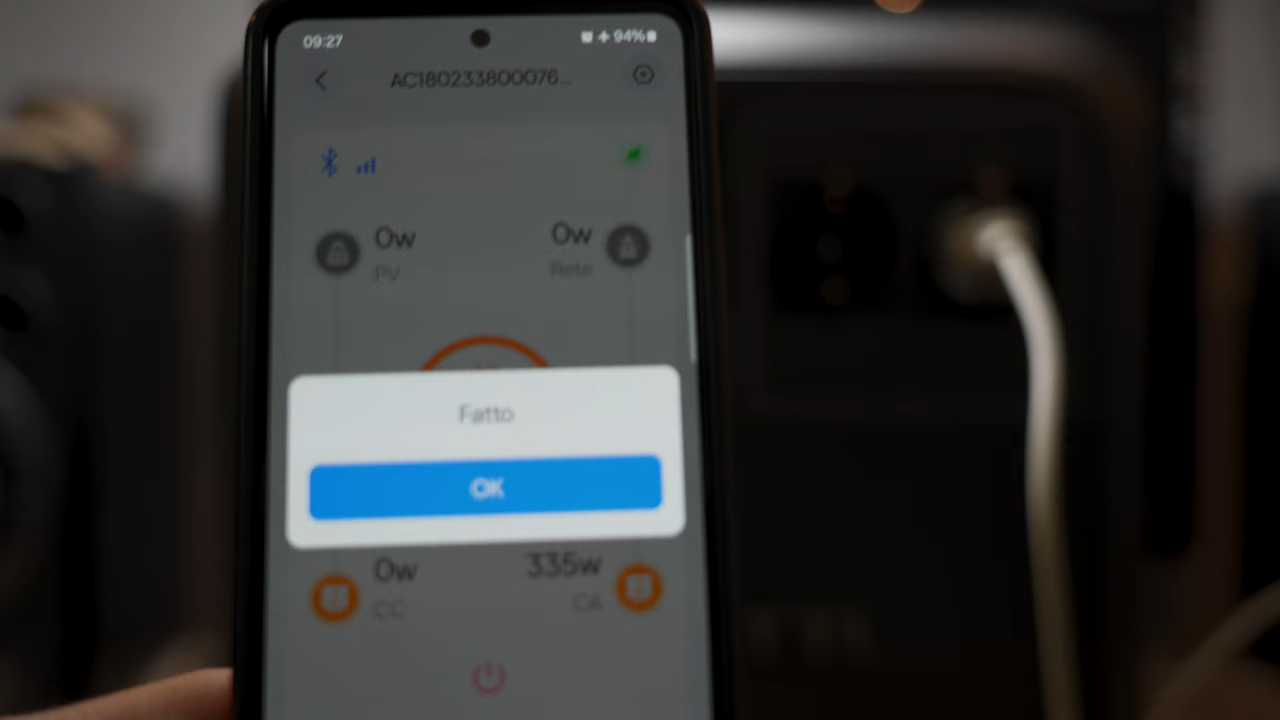 09:27
94%
AC180233800076...
0w
0w
PV
Rete
Fatto
OK
0w
335w
CC
CA